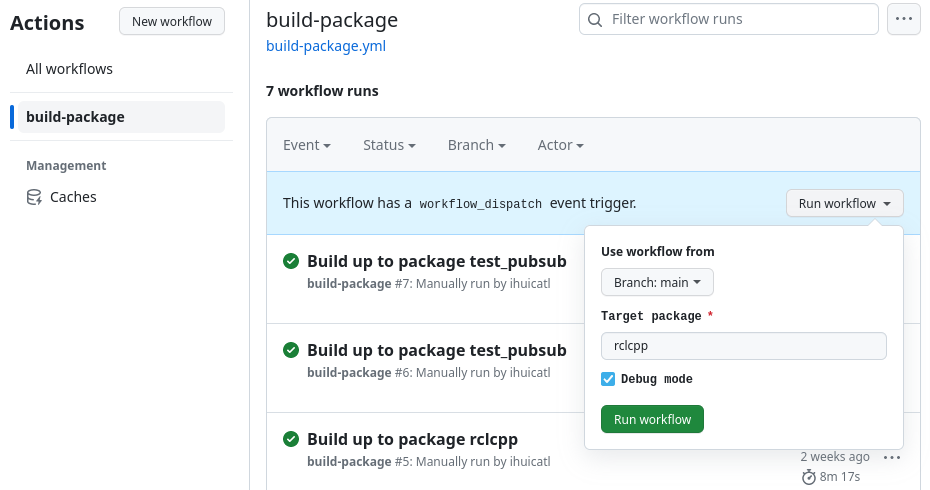 Actions
New workflow
All workflows
build-package
Management
Caches
build-package
build-package.yml
Filter workflow runs
7 workflow runs
Event Status Branch Actor
This workflow has a workflow_dispatch event trigger.
Run workflow
Use workflow from
Branch: main
Target package *
rclcpp
Debug mode
Run workflow
Build up to package test_pubsub
build-package #7: Manually run by ihuicatl
Build up to package test_pubsub
build-package #6: Manually run by ihuicatl
Build up to package rclcpp
build-package #5: Manually run by ihuicatl
2 weeks ago
8m 17s